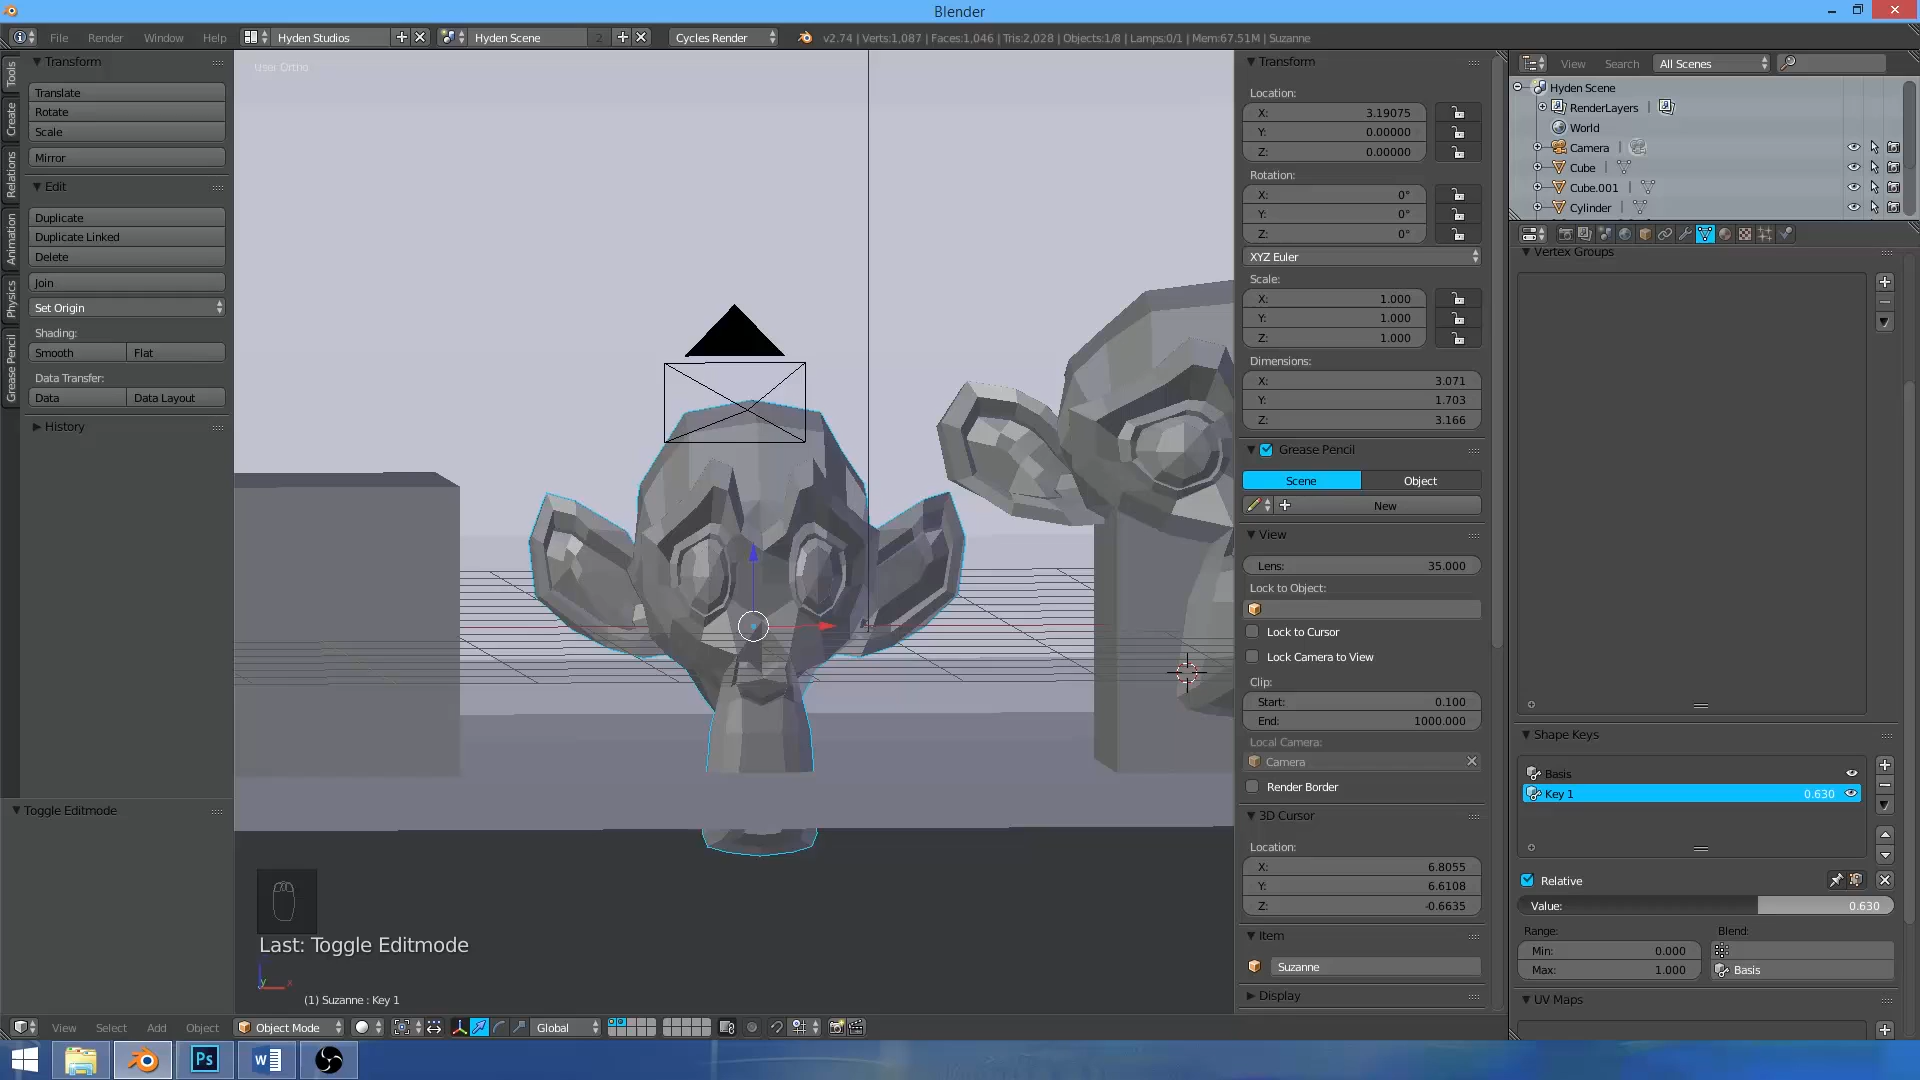 Blender
File Render Window Help Hyden Studios Hyden Scene 2 Cycles Render v2.74 | Verts:1,087 | Faces:1,046 | Tris:2,028 | Objects:1/8 | Lamps:0/1 | Mem:67.51M | Suzanne
Tools
Create
Relations
Animation
Physics
Grease Pencil
Transform
Translate
Rotate
Scale
Mirror
Edit
Duplicate
Duplicate Linked
Delete
Join
Set Origin
Shading:
Smooth Flat
Data Transfer:
Data Data Layout
History
Toggle Editmode
User Ortho
Last: Toggle Editmode
y x
(1) Suzanne : Key 1
View Select Add Object Object Mode Global
Transform
Location:
X: 3.19075
Y: 0.00000
Z: 0.00000
Rotation:
X: 0°
Y: 0°
Z: 0°
XYZ Euler
Scale:
X: 1.000
Y: 1.000
Z: 1.000
Dimensions:
X: 3.071
Y: 1.703
Z: 3.166
Grease Pencil
Scene Object
New
View
Lens: 35.000
Lock to Object:
Lock to Cursor
Lock Camera to View
Clip:
Start: 0.100
End: 1000.000
Local Camera:
Camera
Render Border
3D Cursor
Location:
X: 6.8055
Y: 6.6108
Z: -0.6635
Item
Suzanne
Display
View Search All Scenes
Hyden Scene
RenderLayers
World
Camera
Cube
Cube.001
Cylinder
Vertex Groups
Shape Keys
Basis
Key 1 0.630
Relative
Value: 0.630
Range: Blend:
Min: 0.000
Max: 1.000 Basis
UV Maps
Ps W